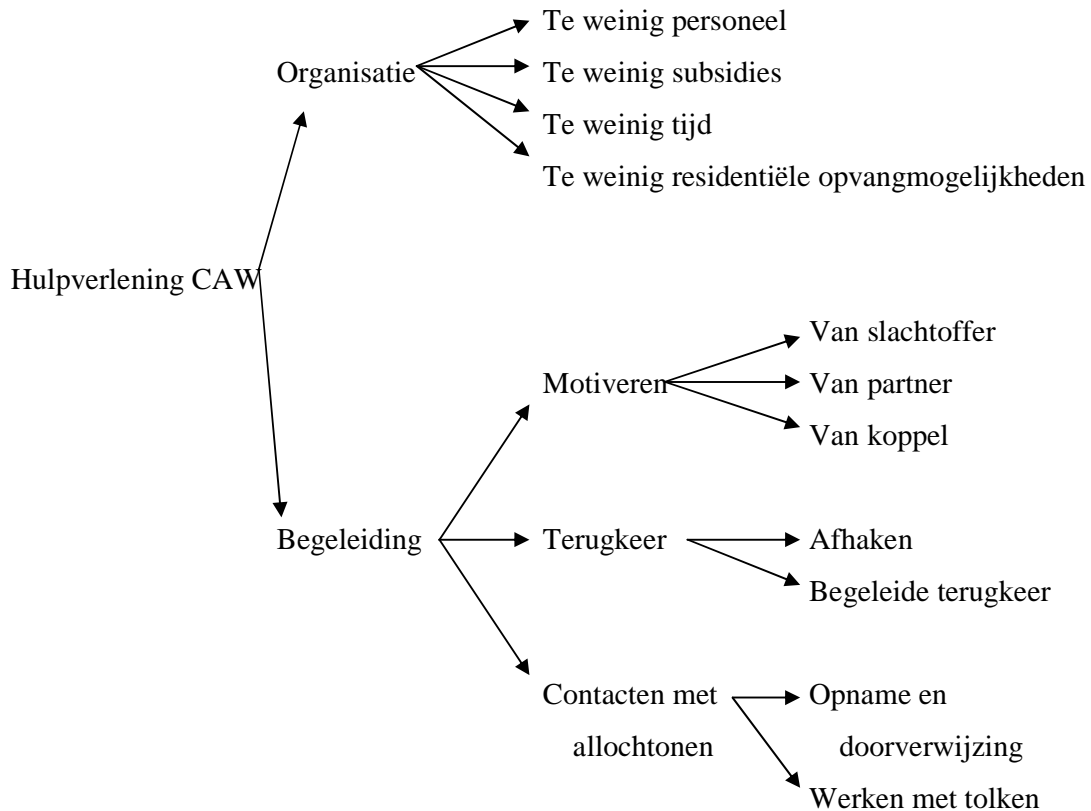 Te weinig personeel
Organisatie
Te weinig subsidies
Te weinig tijd
Te weinig residentiële opvangmogelijkheden
Hulpverlening CAW
Van slachtoffer
Motiveren
Van partner
Van koppel
Begeleiding
Terugkeer
Afhaken
Begeleide terugkeer
Contacten met
allochtonen
Opname en
doorverwijzing
Werken met tolken